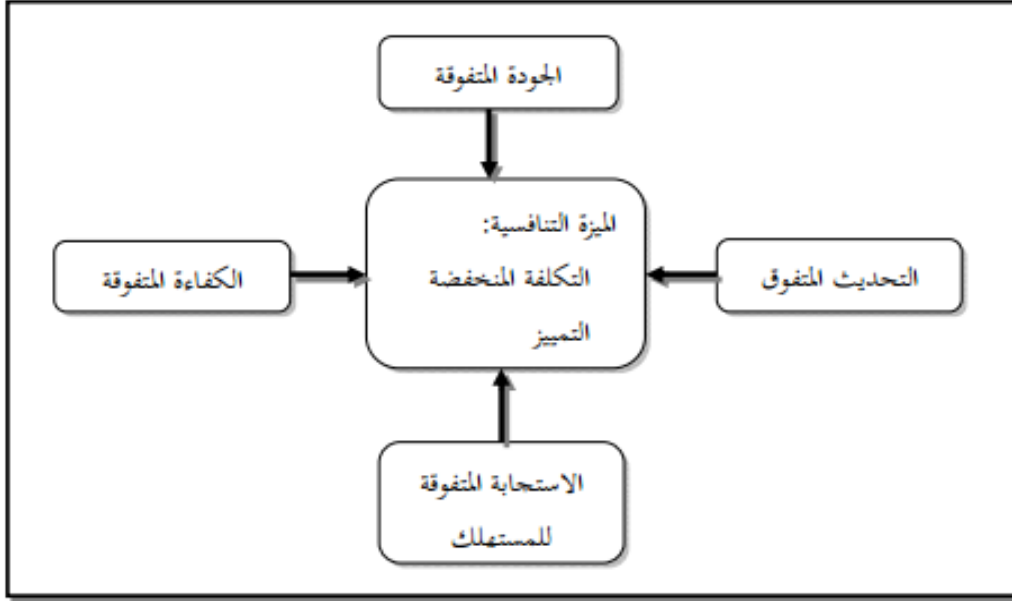 الجودة المتفوقة
الميزة التنافسية:
التكلفة المنخفضة
التمييز
التحديث المتفوق
الكفاءة المتفوقة
الاستجابة المتفوقة
للمستهلك